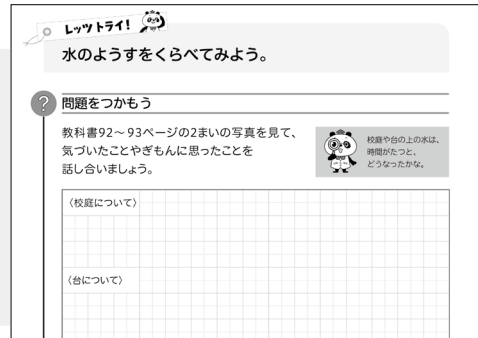 レッツトライ!
水のようすをくらべてみよう。
?
問題をつかもう
教科書92〜93ページの2まいの写真を見て、
気づいたことやぎもんに思ったことを
話し合いましょう。
校庭や台の上の水は、
時間がたつと、
どうなったかな。
〈校庭について〉
〈台について〉